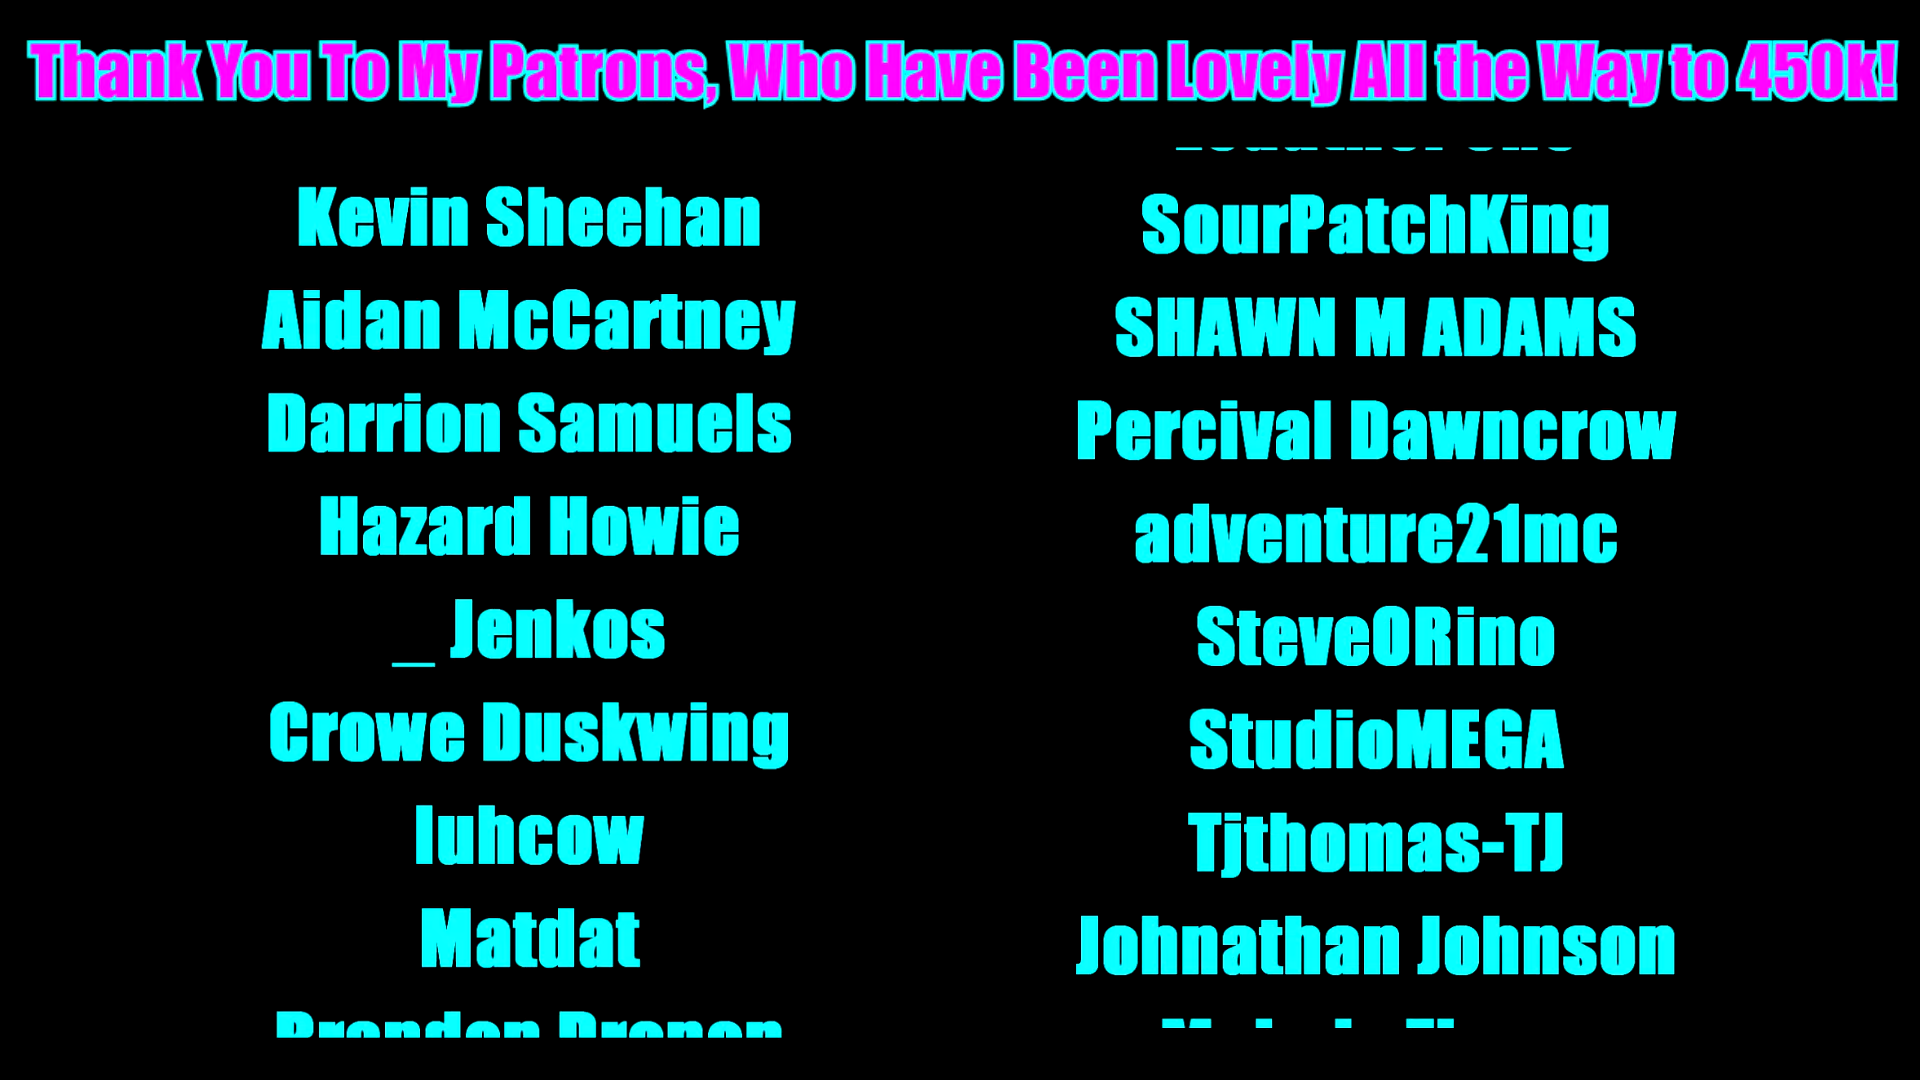 Thank You To My Patrons, Who Have Been Lovely All the Way to 450k!
Kevin Sheehan
Aidan McCartney
Darrion Samuels
Hazard Howie
_ Jenkos
Crowe Duskwing
luhcow
Matdat
SourPatchKing
SHAWN M ADAMS
Percival Dawncrow
adventure21mc
SteveORino
StudioMEGA
Tjthomas-TJ
Johnathan Johnson